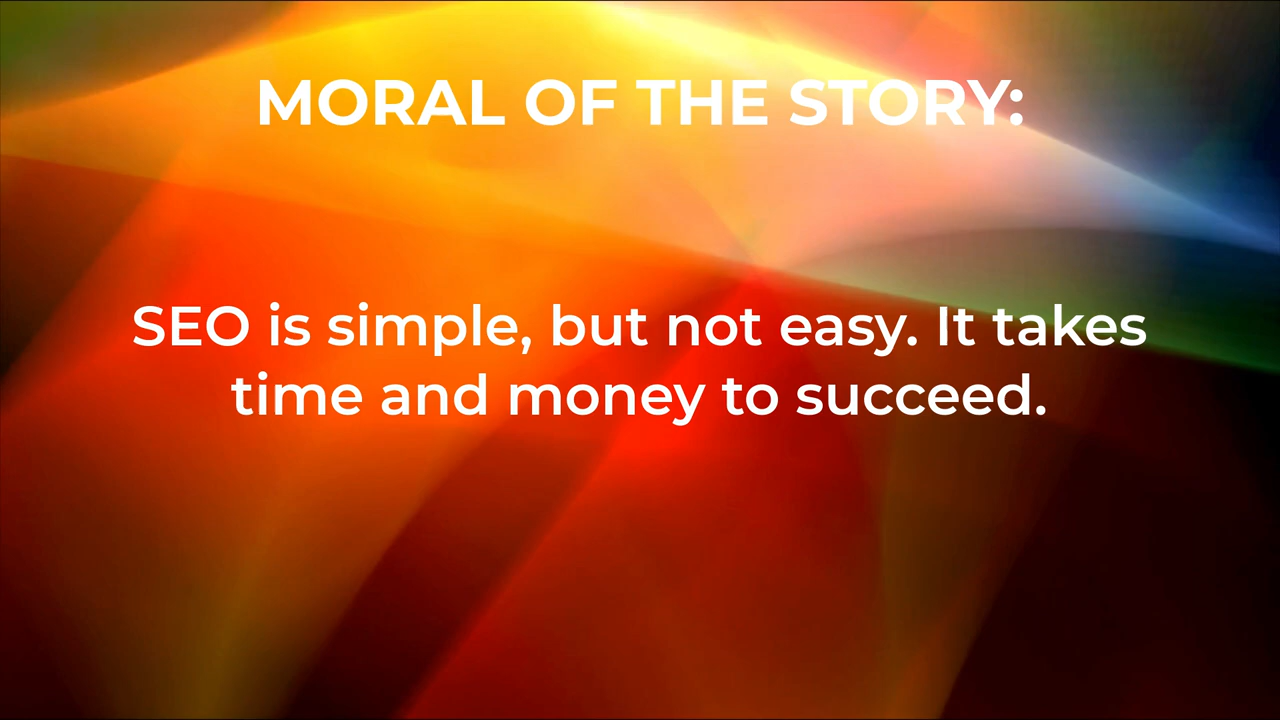 MORAL OF THE STORY:
SEO is simple, but not easy. It takes
time and money to succeed.